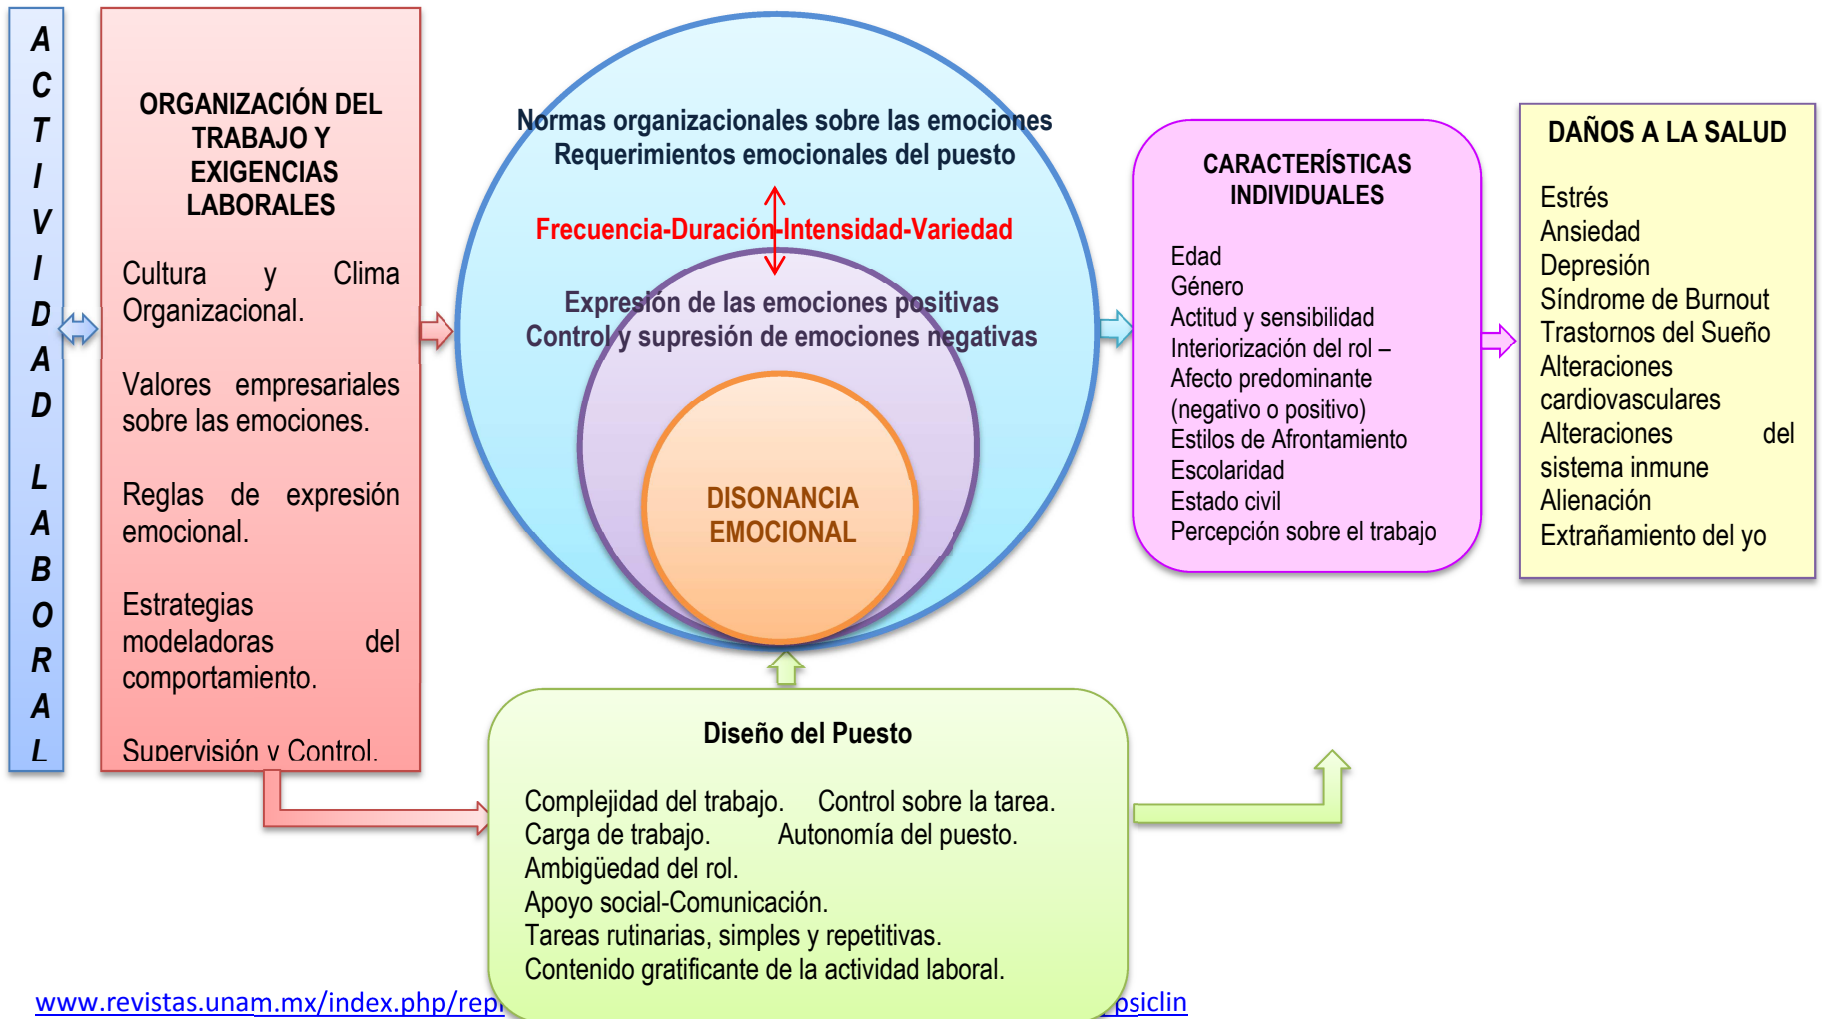 ACTIVIDAD LABORAL
ORGANIZACIÓN DEL
TRABAJO Y
EXIGENCIAS
LABORALES
Cultura y Clima
Organizacional.
Valores empresariales
sobre las emociones.
Reglas de expresión
emocional.
Estrategias
modeladoras del
comportamiento.
Supervisión y Control.
Normas organizacionales sobre las emociones
Requerimientos emocionales del puesto
Frecuencia-Duración-Intensidad-Variedad
Expresión de las emociones positivas
Control y supresión de emociones negativas
DISONANCIA
EMOCIONAL
CARACTERÍSTICAS
INDIVIDUALES
Edad
Género
Actitud y sensibilidad
Interiorización del rol –
Afecto predominante
(negativo o positivo)
Estilos de Afrontamiento
Escolaridad
Estado civil
Percepción sobre el trabajo
DAÑOS A LA SALUD
Estrés
Ansiedad
Depresión
Síndrome de Burnout
Trastornos del Sueño
Alteraciones
cardiovasculares
Alteraciones del
sistema inmune
Alienación
Extrañamiento del yo
Diseño del Puesto
Complejidad del trabajo. Control sobre la tarea.
Carga de trabajo. Autonomía del puesto.
Ambigüedad del rol.
Apoyo social-Comunicación.
Tareas rutinarias, simples y repetitivas.
Contenido gratificante de la actividad laboral.
www.revistas.unam.mx/index.php/rep psiclin